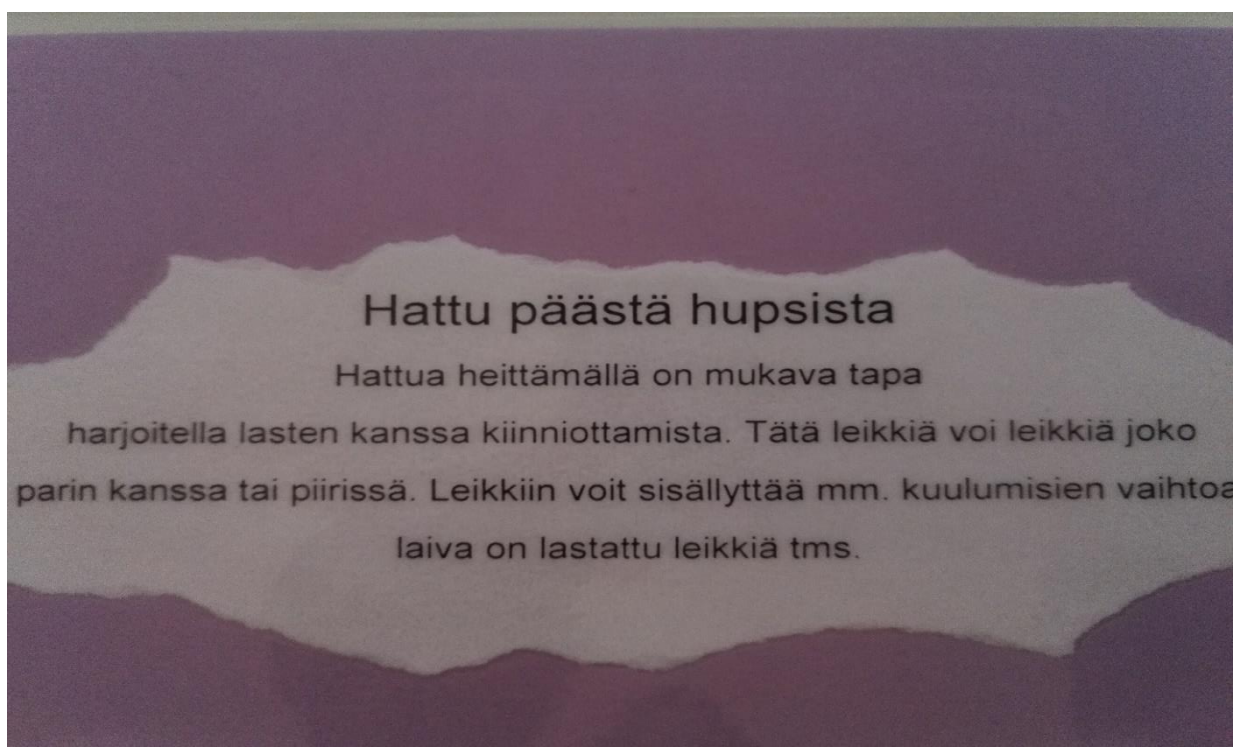 Hattu päästä hupsista
Hattua heittämällä on mukava tapa
harjoitella lasten kanssa kiinniottamista. Tätä leikkiä voi leikkiä joko
parin kanssa tai piirissä. Leikkiin voit sisällyttää mm. kuulumisien vaihtoa
laiva on lastattu leikkiä tms.